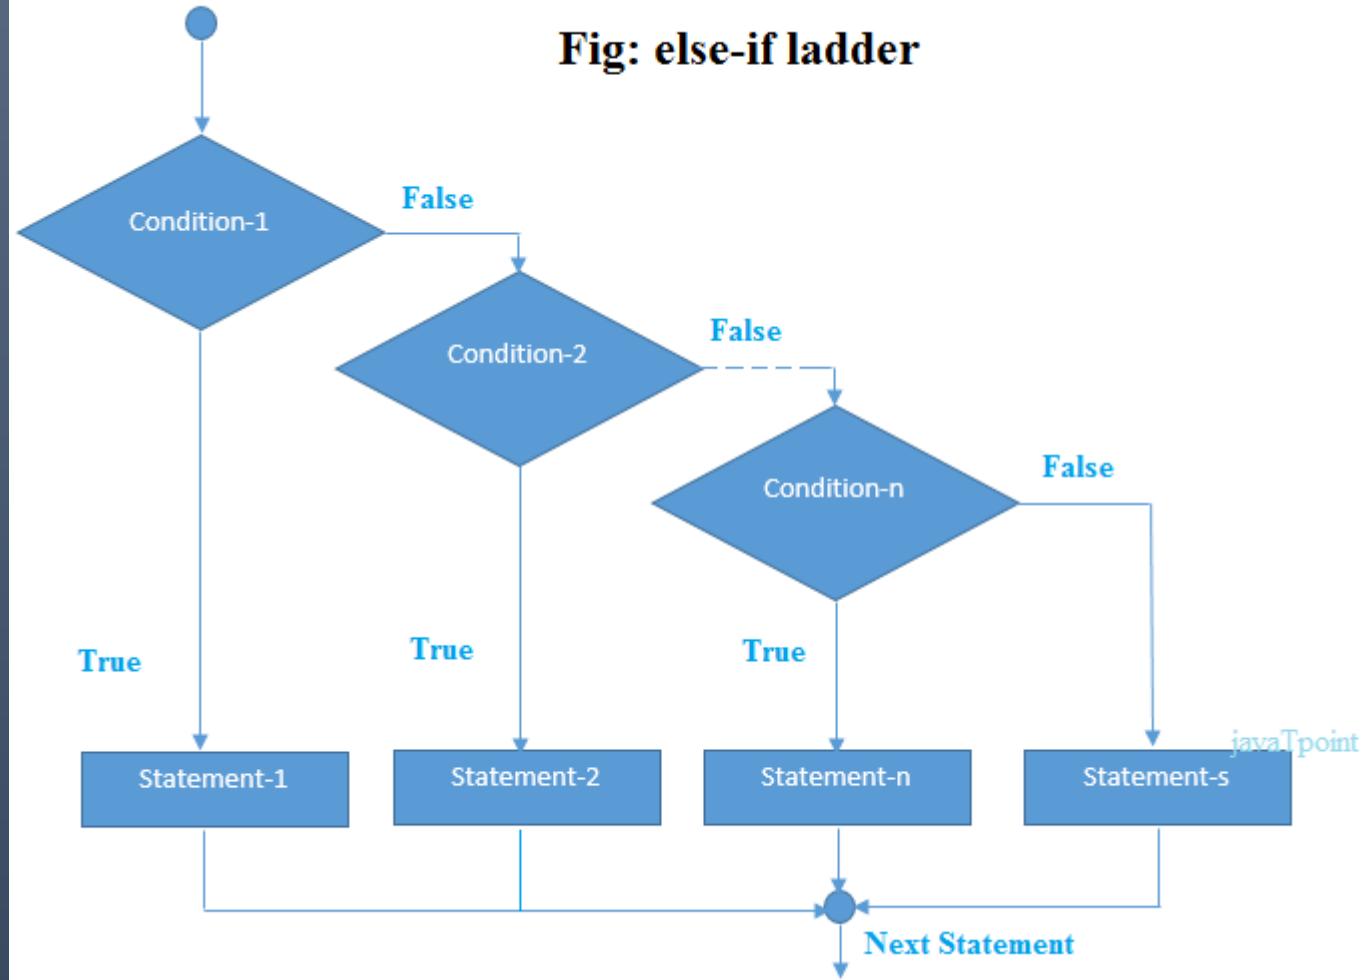 Fig: else-if ladder
Condition-1
False
Condition-2
False
Condition-n
False
True
True
True
javaTpoint
Statement-1
Statement-2
Statement-n
Statement-s
Next Statement